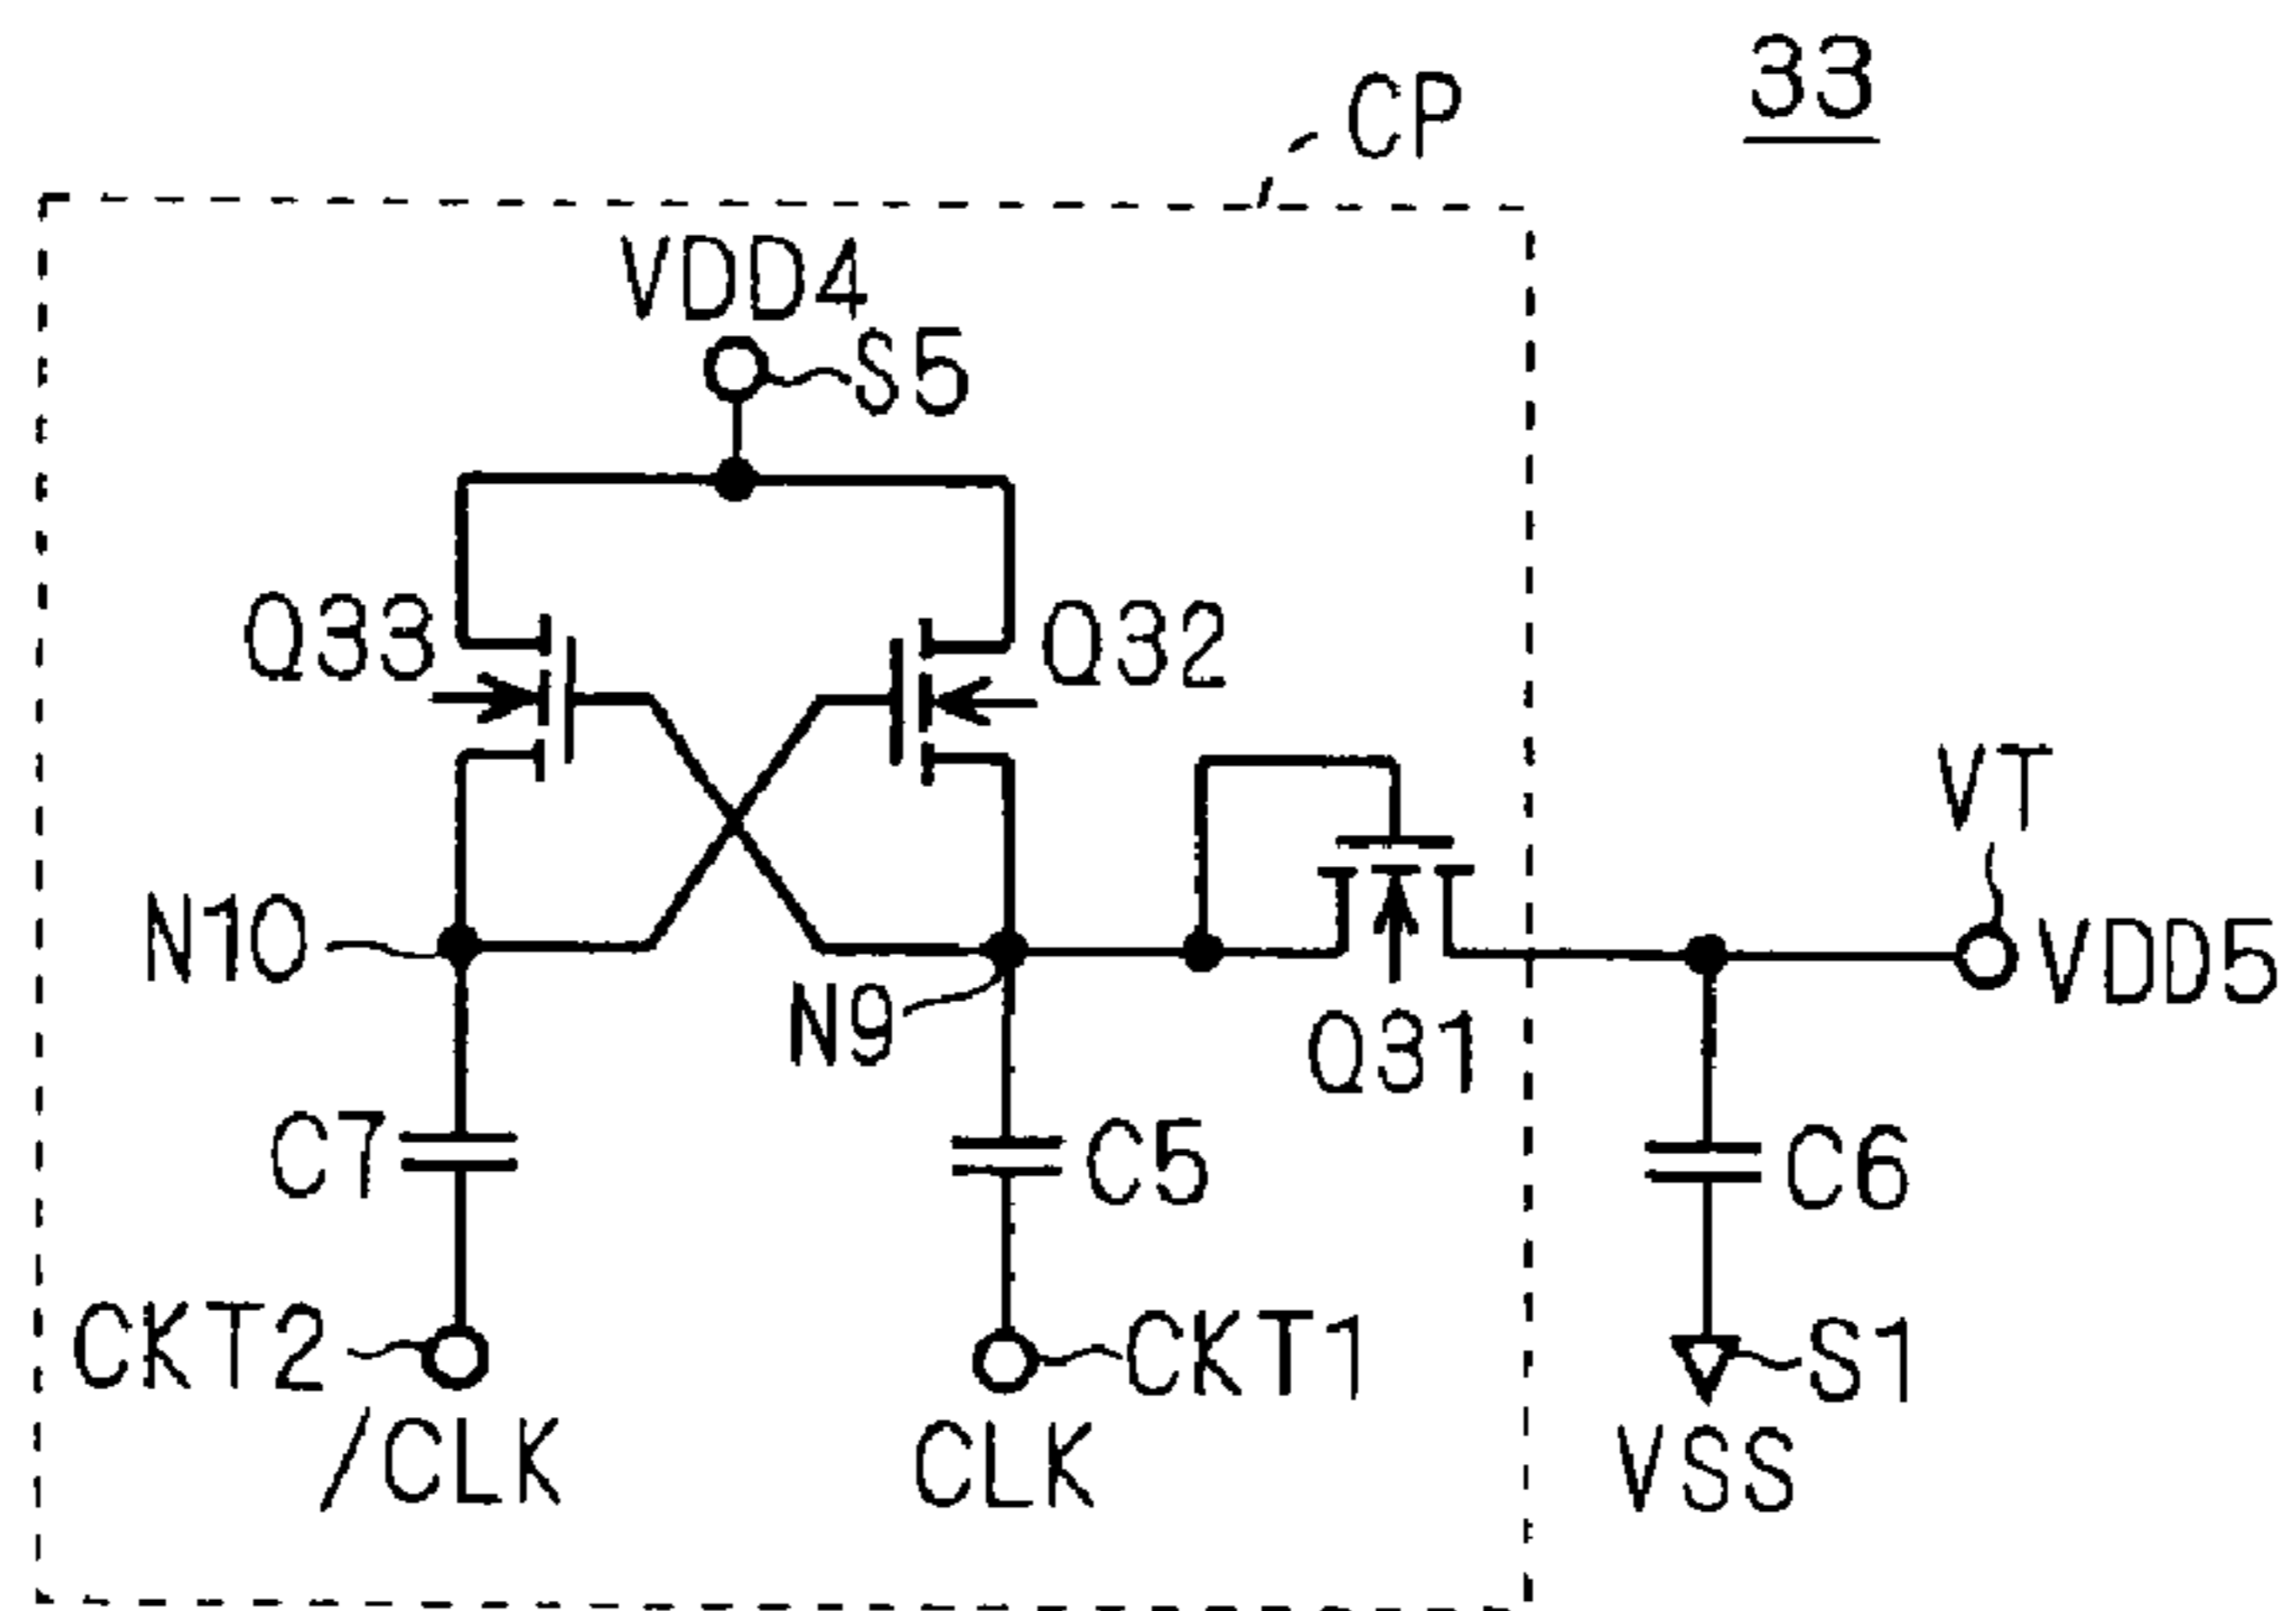 33
CP
VDD4
S5
Q33
Q32
VT
N10
VDD5
N9
Q31
C7
C5
C6
CKT2
CKT1
S1
/CLK
CLK
VSS